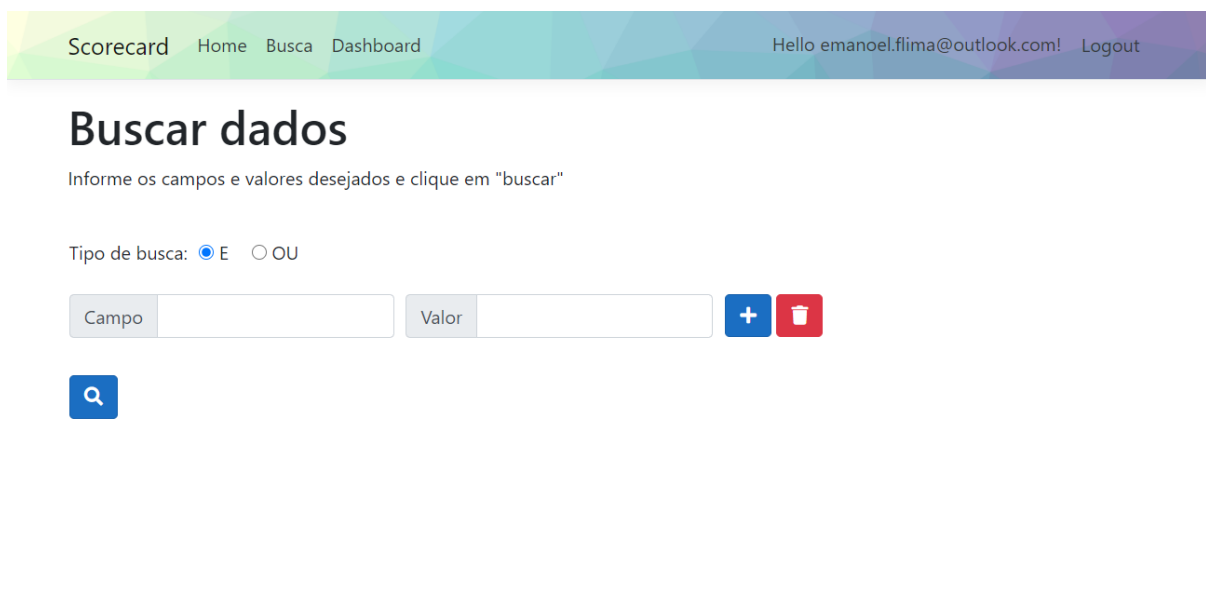 Scorecard Home Busca Dashboard Hello emanoel.flima@outlook.com! Logout
Buscar dados
Informe os campos e valores desejados e clique em "buscar"
Tipo de busca: E OU
Campo Valor